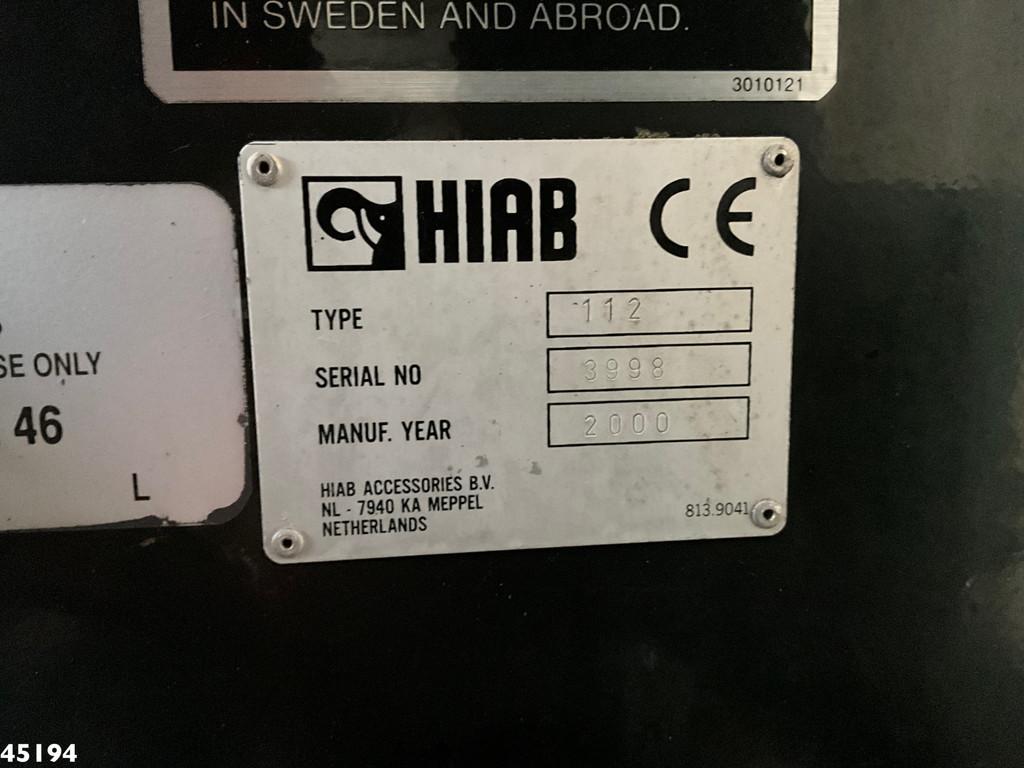 IN SWEDEN AND ABROAD.
3010121
HIAB CE
TYPE 112
SERIAL NO 3998
MANUF. YEAR 2000
HIAB ACCESSORIES B.V.
NL - 7940 KA MEPPEL
NETHERLANDS
813.9041
SE ONLY
46
L
45194